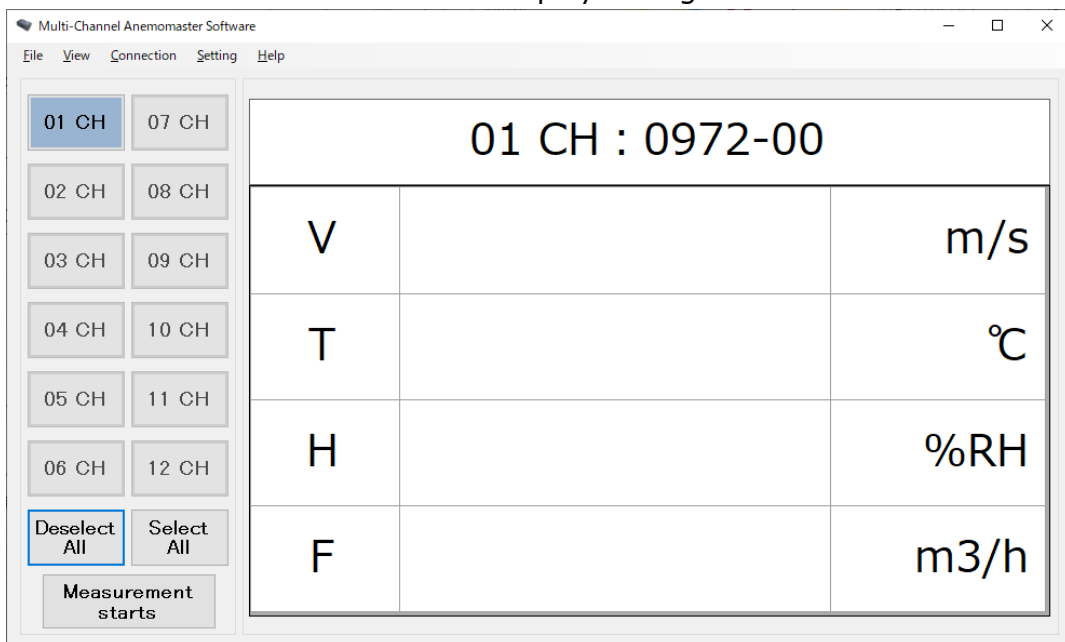 Multi-Channel Anemomaster Software
File View Connection Setting Help
01 CH 07 CH
02 CH 08 CH
03 CH 09 CH
04 CH 10 CH
05 CH 11 CH
06 CH 12 CH
Deselect All Select All
Measurement starts
01 CH : 0972-00
V m/s
T ℃
H %RH
F m3/h